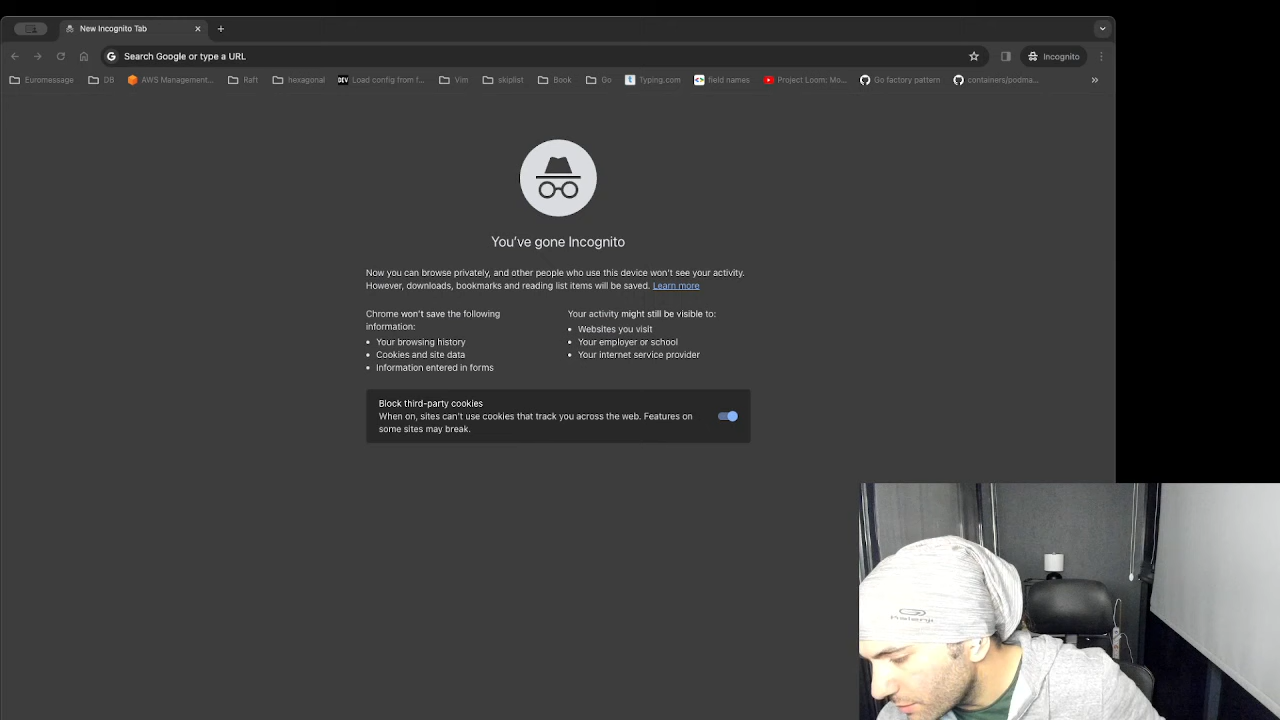 New Incognito Tab
Search Google or type a URL
Incognito
Euromessage
DB
AWS Management...
Raft
hexagonal
DEV
Load config from f...
Vim
skiplist
Book
Go
t
Typing.com
field names
Project Loom: Mo...
Go factory pattern
containers/podma...
»
You've gone Incognito
Now you can browse privately, and other people who use this device won't see your activity.
However, downloads, bookmarks and reading list items will be saved. Learn more
Chrome won't save the following
information:
• Your browsing history
• Cookies and site data
• Information entered in forms
Your activity might still be visible to:
• Websites you visit
• Your employer or school
• Your internet service provider
Block third-party cookies
When on, sites can't use cookies that track you across the web. Features on
some sites may break.